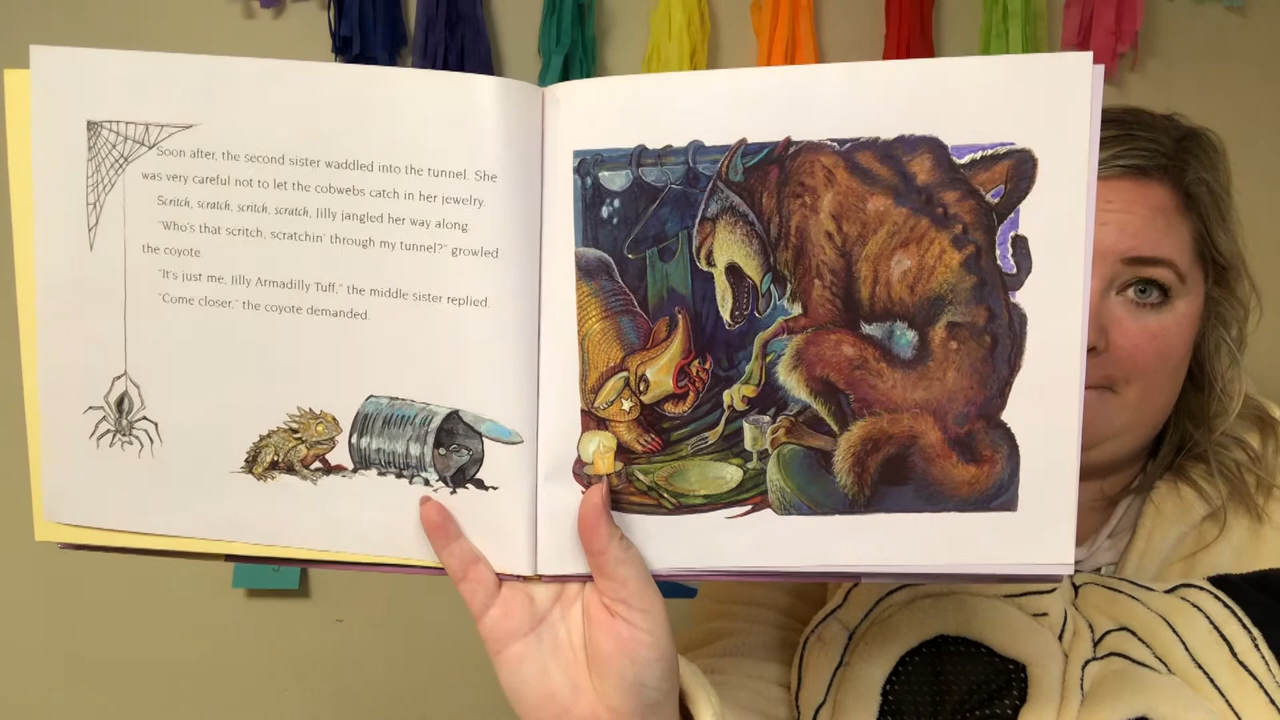 Soon after, the second sister waddled into the tunnel. She
was very careful not to let the cobwebs catch in her jewelry.
Scritch, scratch, scritch, scratch, Jilly jangled her way along.
"Who's that scritch, scratchin' through my tunnel?" growled
the coyote.
"It's just me, Jilly Armadilly Tuff," the middle sister replied.
"Come closer," the coyote demanded.